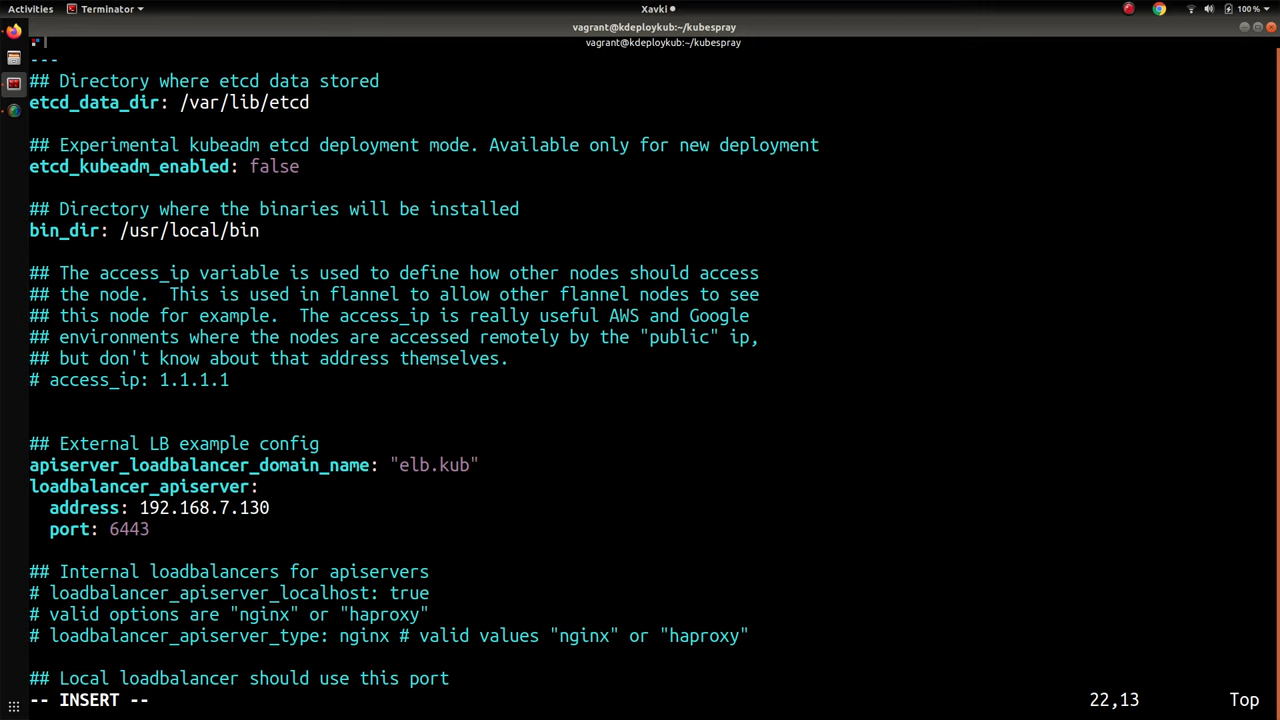 Activities
Terminator
Xavki
100 %
vagrant@kdeploykub:~/kubespray
vagrant@kdeploykub:~/kubespray
---
## Directory where etcd data stored
etcd_data_dir: /var/lib/etcd
## Experimental kubeadm etcd deployment mode. Available only for new deployment
etcd_kubeadm_enabled: false
## Directory where the binaries will be installed
bin_dir: /usr/local/bin
## The access_ip variable is used to define how other nodes should access
## the node.  This is used in flannel to allow other flannel nodes to see
## this node for example.  The access_ip is really useful AWS and Google
## environments where the nodes are accessed remotely by the "public" ip,
## but don't know about that address themselves.
# access_ip: 1.1.1.1
## External LB example config
apiserver_loadbalancer_domain_name: "elb.kub"
loadbalancer_apiserver:
  address: 192.168.7.130
  port: 6443
## Internal loadbalancers for apiservers
# loadbalancer_apiserver_localhost: true
# valid options are "nginx" or "haproxy"
# loadbalancer_apiserver_type: nginx # valid values "nginx" or "haproxy"
## Local loadbalancer should use this port
-- INSERT --
22,13
Top